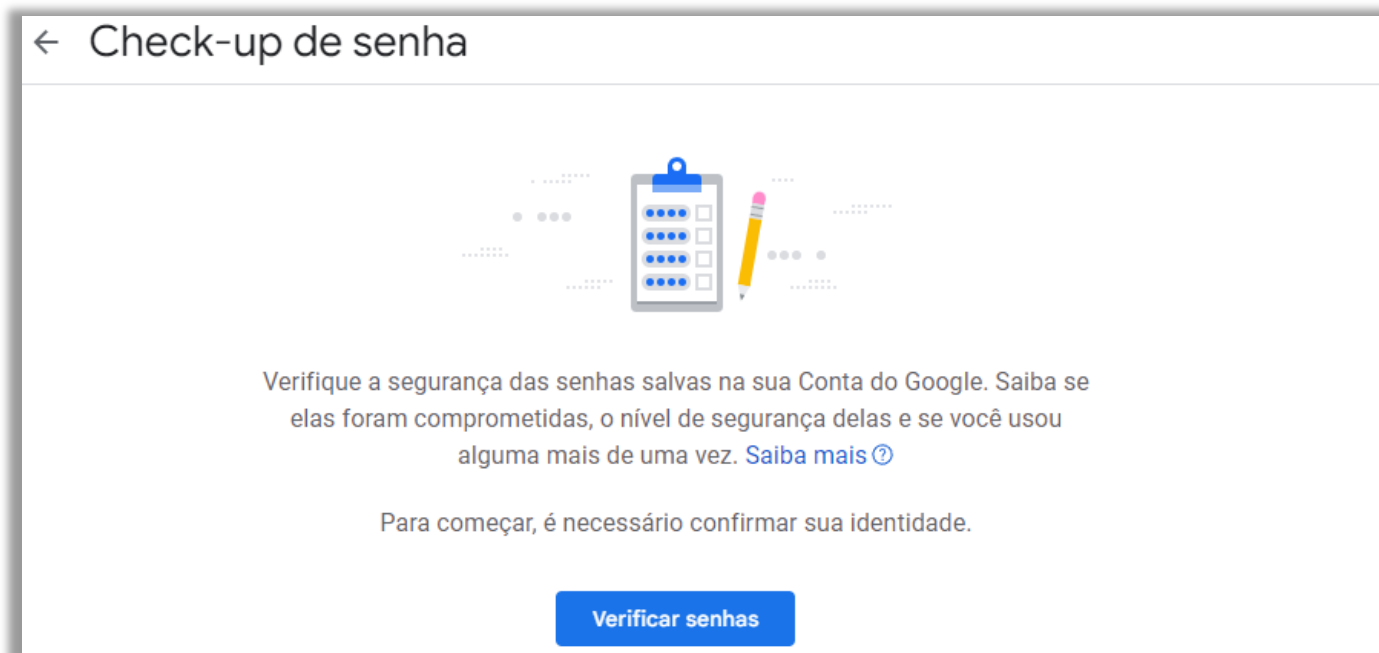 Check-up de senha
Verifique a segurança das senhas salvas na sua Conta do Google. Saiba se
elas foram comprometidas, o nível de segurança delas e se você usou
alguma mais de uma vez. Saiba mais
Para começar, é necessário confirmar sua identidade.
Verificar senhas